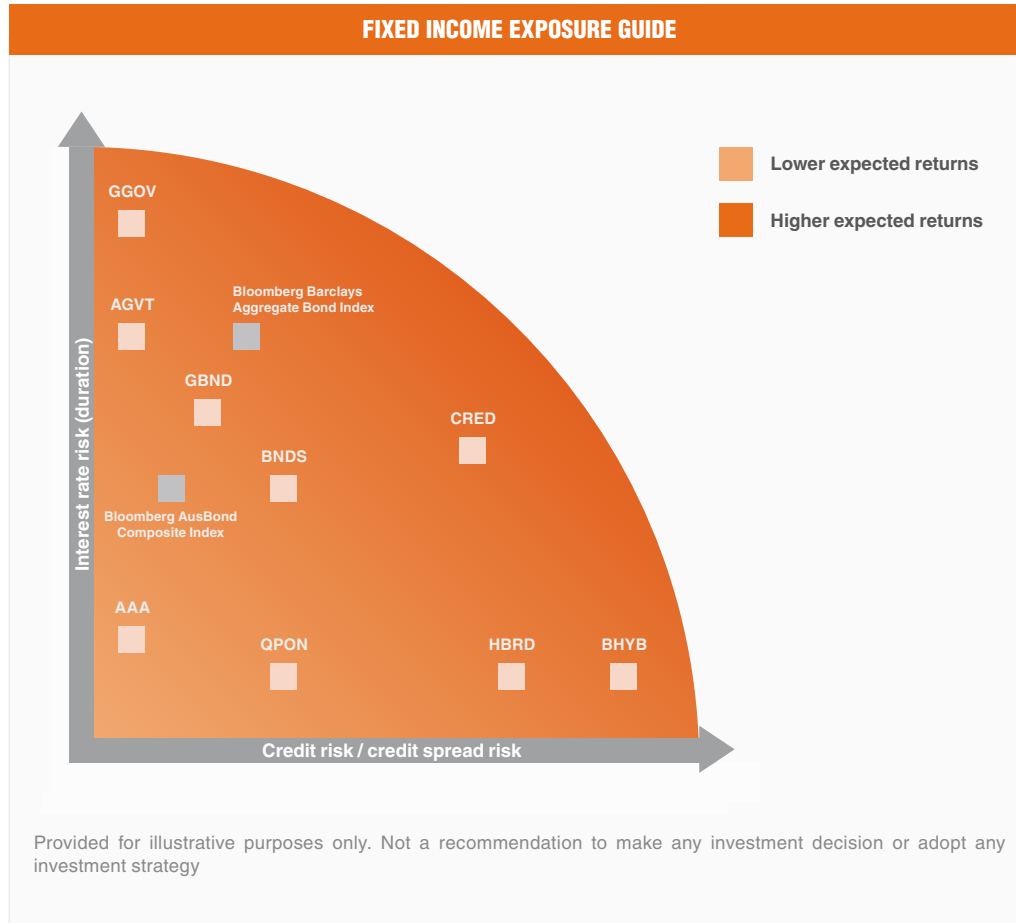 FIXED INCOME EXPOSURE GUIDE
Lower expected returns
Higher expected returns
GGOV
AGVT
Bloomberg Barclays
Aggregate Bond Index
GBND
CRED
BNDS
Bloomberg AusBond
Composite Index
AAA
QPON
HBRD
BHYB
Interest rate risk (duration)
Credit risk / credit spread risk
Provided for illustrative purposes only. Not a recommendation to make any investment decision or adopt any
investment strategy